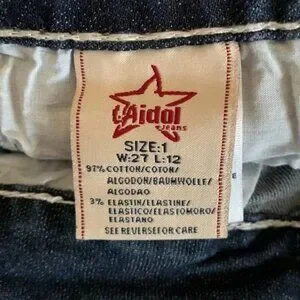 t.Aidol
Jeans
SIZE:1
W:27 L:12
97% COTTON/COTON/
ALGODON/BAUMWOLLE/
ALGODAO
3% ELASTIN/ELASTINE/
ELASTICO/ELASTOMORO/
ELASTANO
SEE REVERSE FOR CARE
E